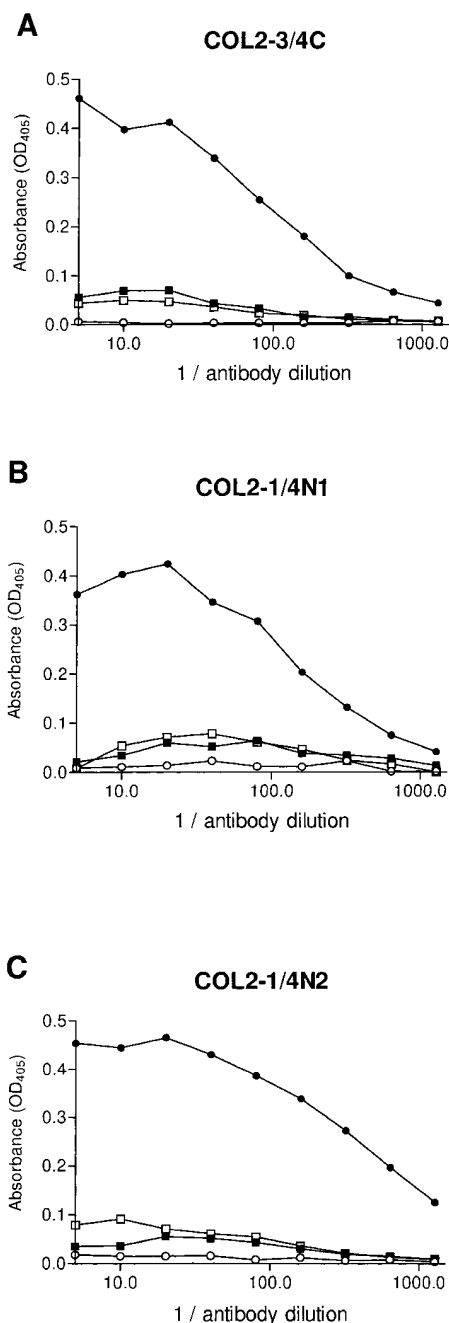 A
COL2-3/4C
0.5
0.4
0.3
0.2
0.1
0.0
Absorbance (OD405)
10.0 100.0 1000.0
1 / antibody dilution
B
COL2-1/4N1
0.5
0.4
0.3
0.2
0.1
0.0
Absorbance (OD405)
10.0 100.0 1000.0
1 / antibody dilution
C
COL2-1/4N2
0.5
0.4
0.3
0.2
0.1
0.0
Absorbance (OD405)
10.0 100.0 1000.0
1 / antibody dilution